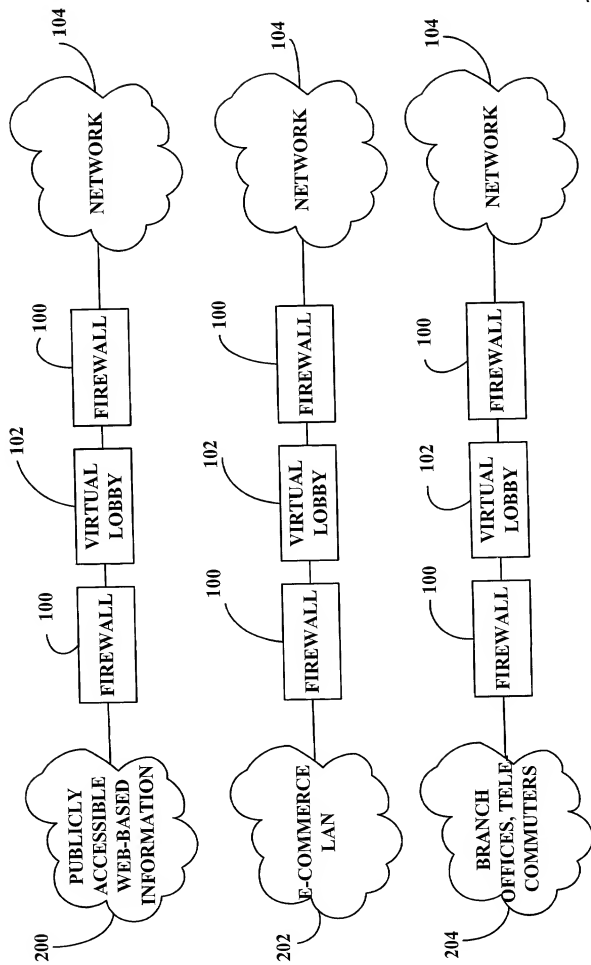 PUBLICLY
ACCESSIBLE
WEB-BASED
INFORMATION
200
FIREWALL
100
VIRTUAL
LOBBY
102
FIREWALL
100
NETWORK
104
E-COMMERCE
LAN
202
FIREWALL
100
VIRTUAL
LOBBY
102
FIREWALL
100
NETWORK
104
BRANCH
OFFICES, TELE
COMMUTERS
204
FIREWALL
100
VIRTUAL
LOBBY
102
FIREWALL
100
NETWORK
104